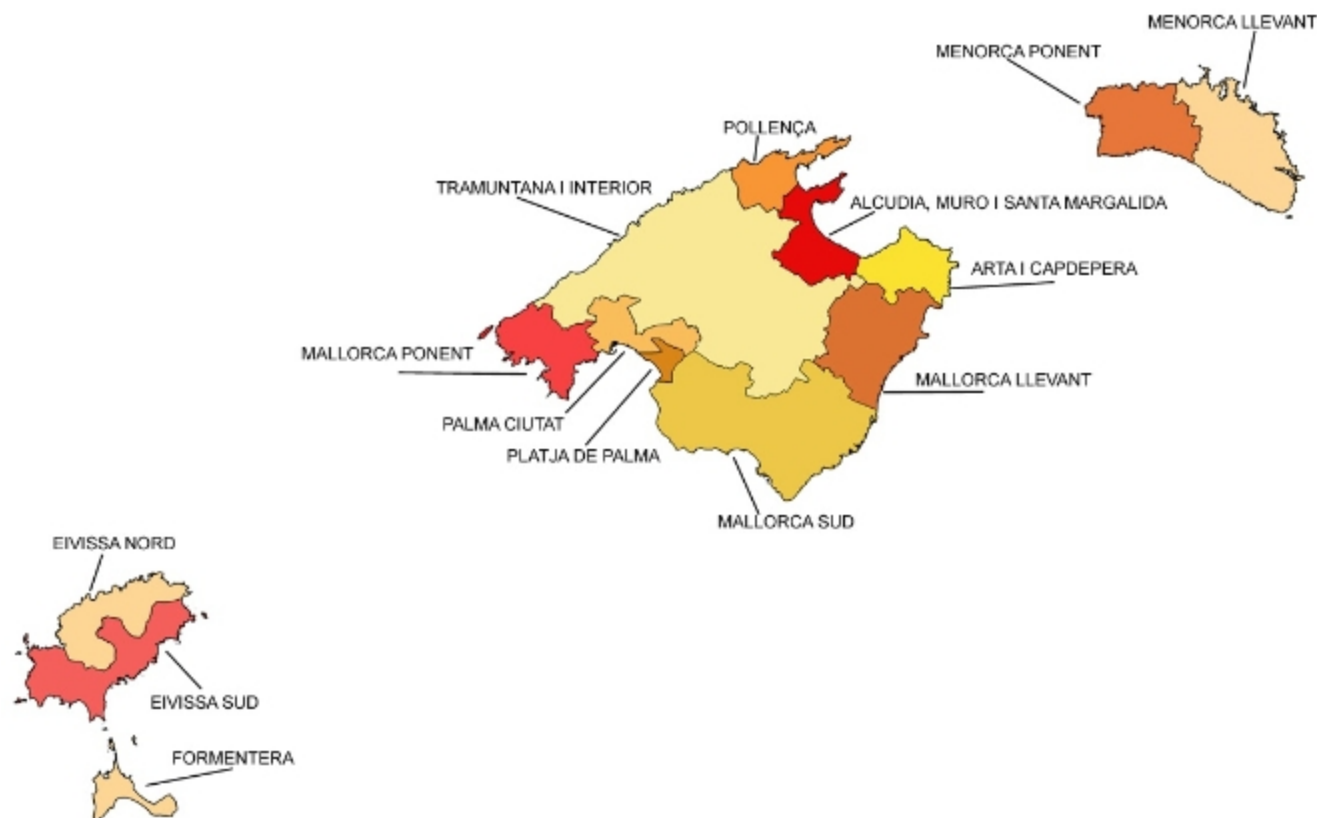 MENORCA LLEVANT
MENORCA PONENT
POLLENÇA
TRAMUNTANA I INTERIOR
ALCUDIA, MURO I SANTA MARGALIDA
ARTA I CAPDEPERA
MALLORCA PONENT
MALLORCA LLEVANT
PALMA CIUTAT
PLATJA DE PALMA
MALLORCA SUD
EIVISSA NORD
EIVISSA SUD
FORMENTERA